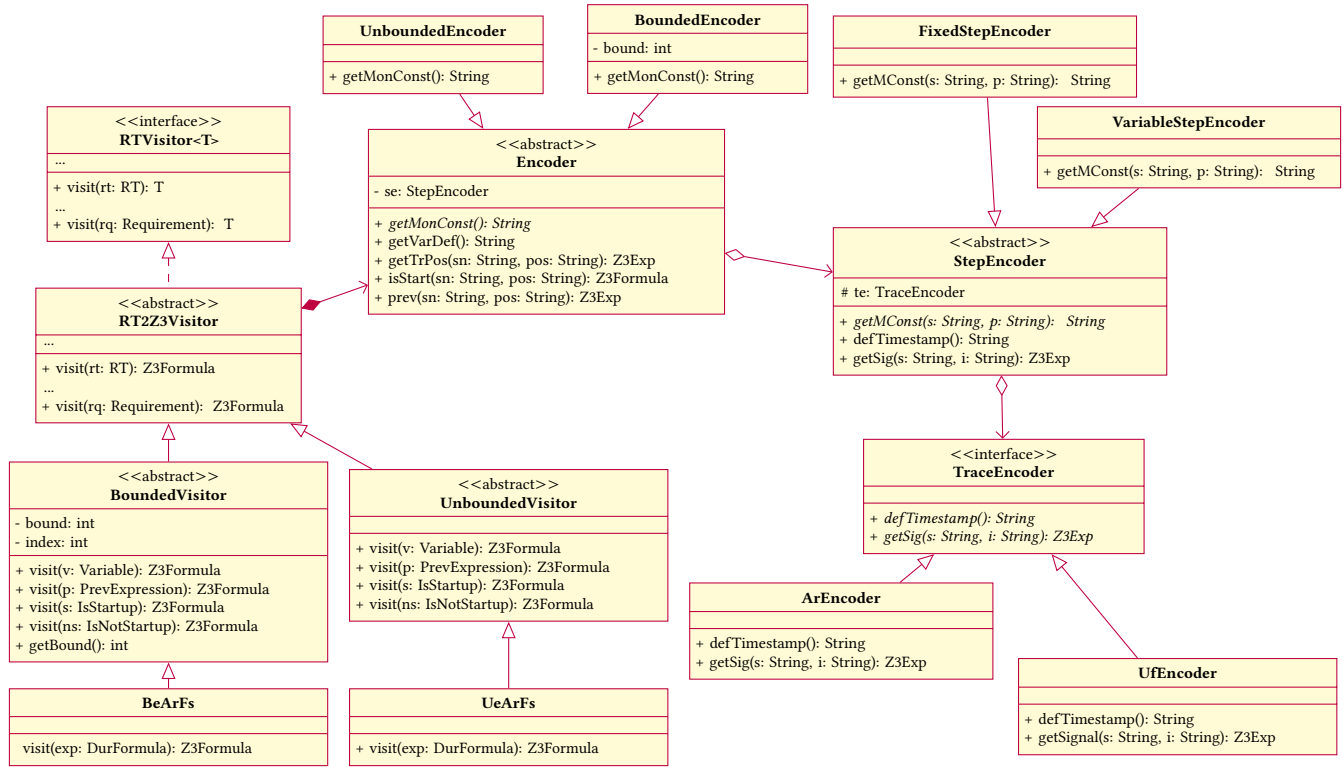 UnboundedEncoder
+ getMonConst(): String
BoundedEncoder
- bound: int
+ getMonConst(): String
FixedStepEncoder
+ getMConst(s: String, p: String): String
VariableStepEncoder
+ getMConst(s: String, p: String): String
<<interface>>
RTVisitor<T>
...
+ visit(rt: RT): T
...
+ visit(rq: Requirement): T
<<abstract>>
Encoder
- se: StepEncoder
+ getMonConst(): String
+ getVarDef(): String
+ getTrPos(sn: String, pos: String): Z3Exp
+ isStart(sn: String, pos: String): Z3Formula
+ prev(sn: String, pos: String): Z3Exp
<<abstract>>
StepEncoder
# te: TraceEncoder
+ getMConst(s: String, p: String): String
+ defTimestamp(): String
+ getSig(s: String, i: String): Z3Exp
<<abstract>>
RT2Z3Visitor
...
+ visit(rt: RT): Z3Formula
...
+ visit(rq: Requirement): Z3Formula
<<abstract>>
BoundedVisitor
- bound: int
- index: int
+ visit(v: Variable): Z3Formula
+ visit(p: PrevExpression): Z3Formula
+ visit(s: IsStartup): Z3Formula
+ visit(ns: IsNotStartup): Z3Formula
+ getBound(): int
<<abstract>>
UnboundedVisitor
+ visit(v: Variable): Z3Formula
+ visit(p: PrevExpression): Z3Formula
+ visit(s: IsStartup): Z3Formula
+ visit(ns: IsNotStartup): Z3Formula
<<interface>>
TraceEncoder
+ defTimestamp(): String
+ getSig(s: String, i: String): Z3Exp
ArEncoder
+ defTimestamp(): String
+ getSig(s: String, i: String): Z3Exp
UfEncoder
+ defTimestamp(): String
+ getSignal(s: String, i: String): Z3Exp
BeArFs
visit(exp: DurFormula): Z3Formula
UeArFs
+ visit(exp: DurFormula): Z3Formula